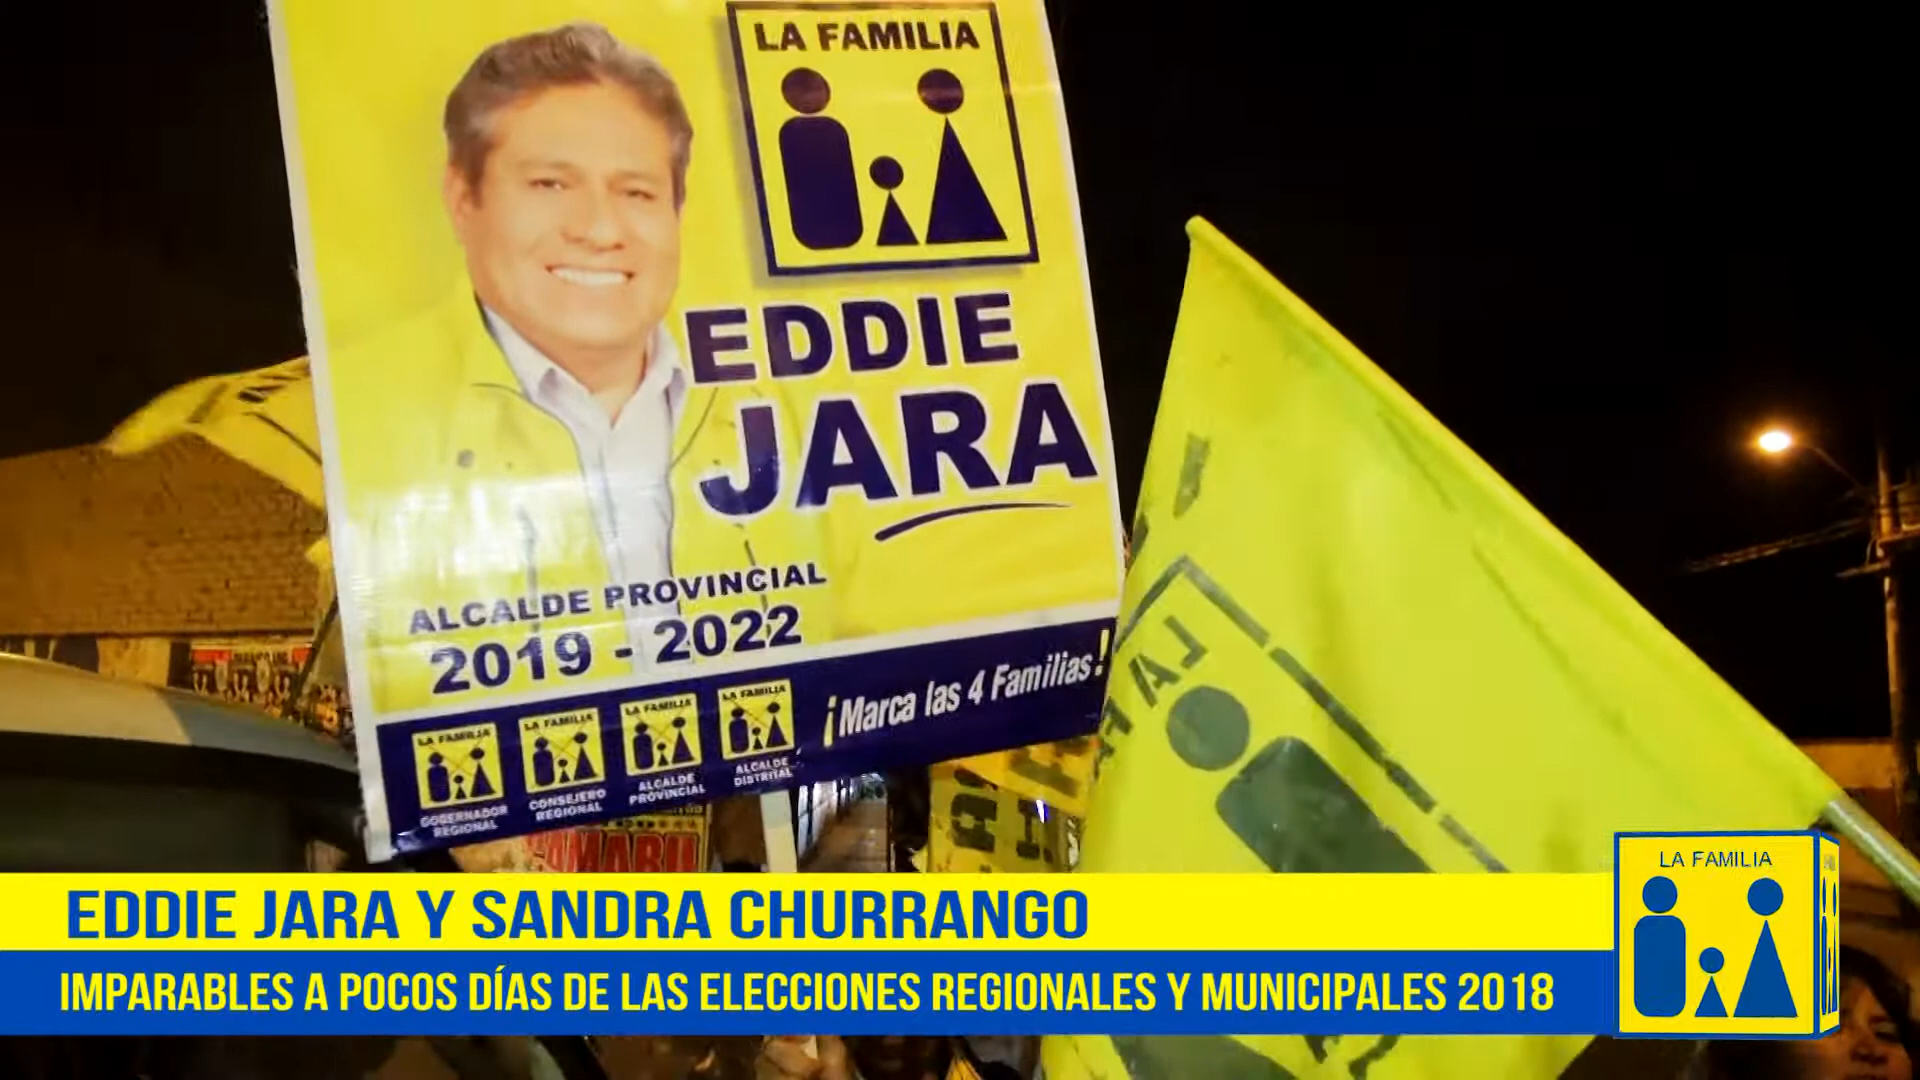 LA FAMILIA
EDDIE
JARA
ALCALDE PROVINCIAL
2019 - 2022
LA FAMILIA
GOBERNADOR
REGIONAL
LA FAMILIA
CONSEJERO
REGIONAL
LA FAMILIA
ALCALDE
PROVINCIAL
LA FAMILIA
ALCALDE
DISTRITAL
¡Marca las 4 Familias!
LA
EDDIE JARA Y SANDRA CHURRANGO
IMPARABLES A POCOS DÍAS DE LAS ELECCIONES REGIONALES Y MUNICIPALES 2018
LA FAMILIA